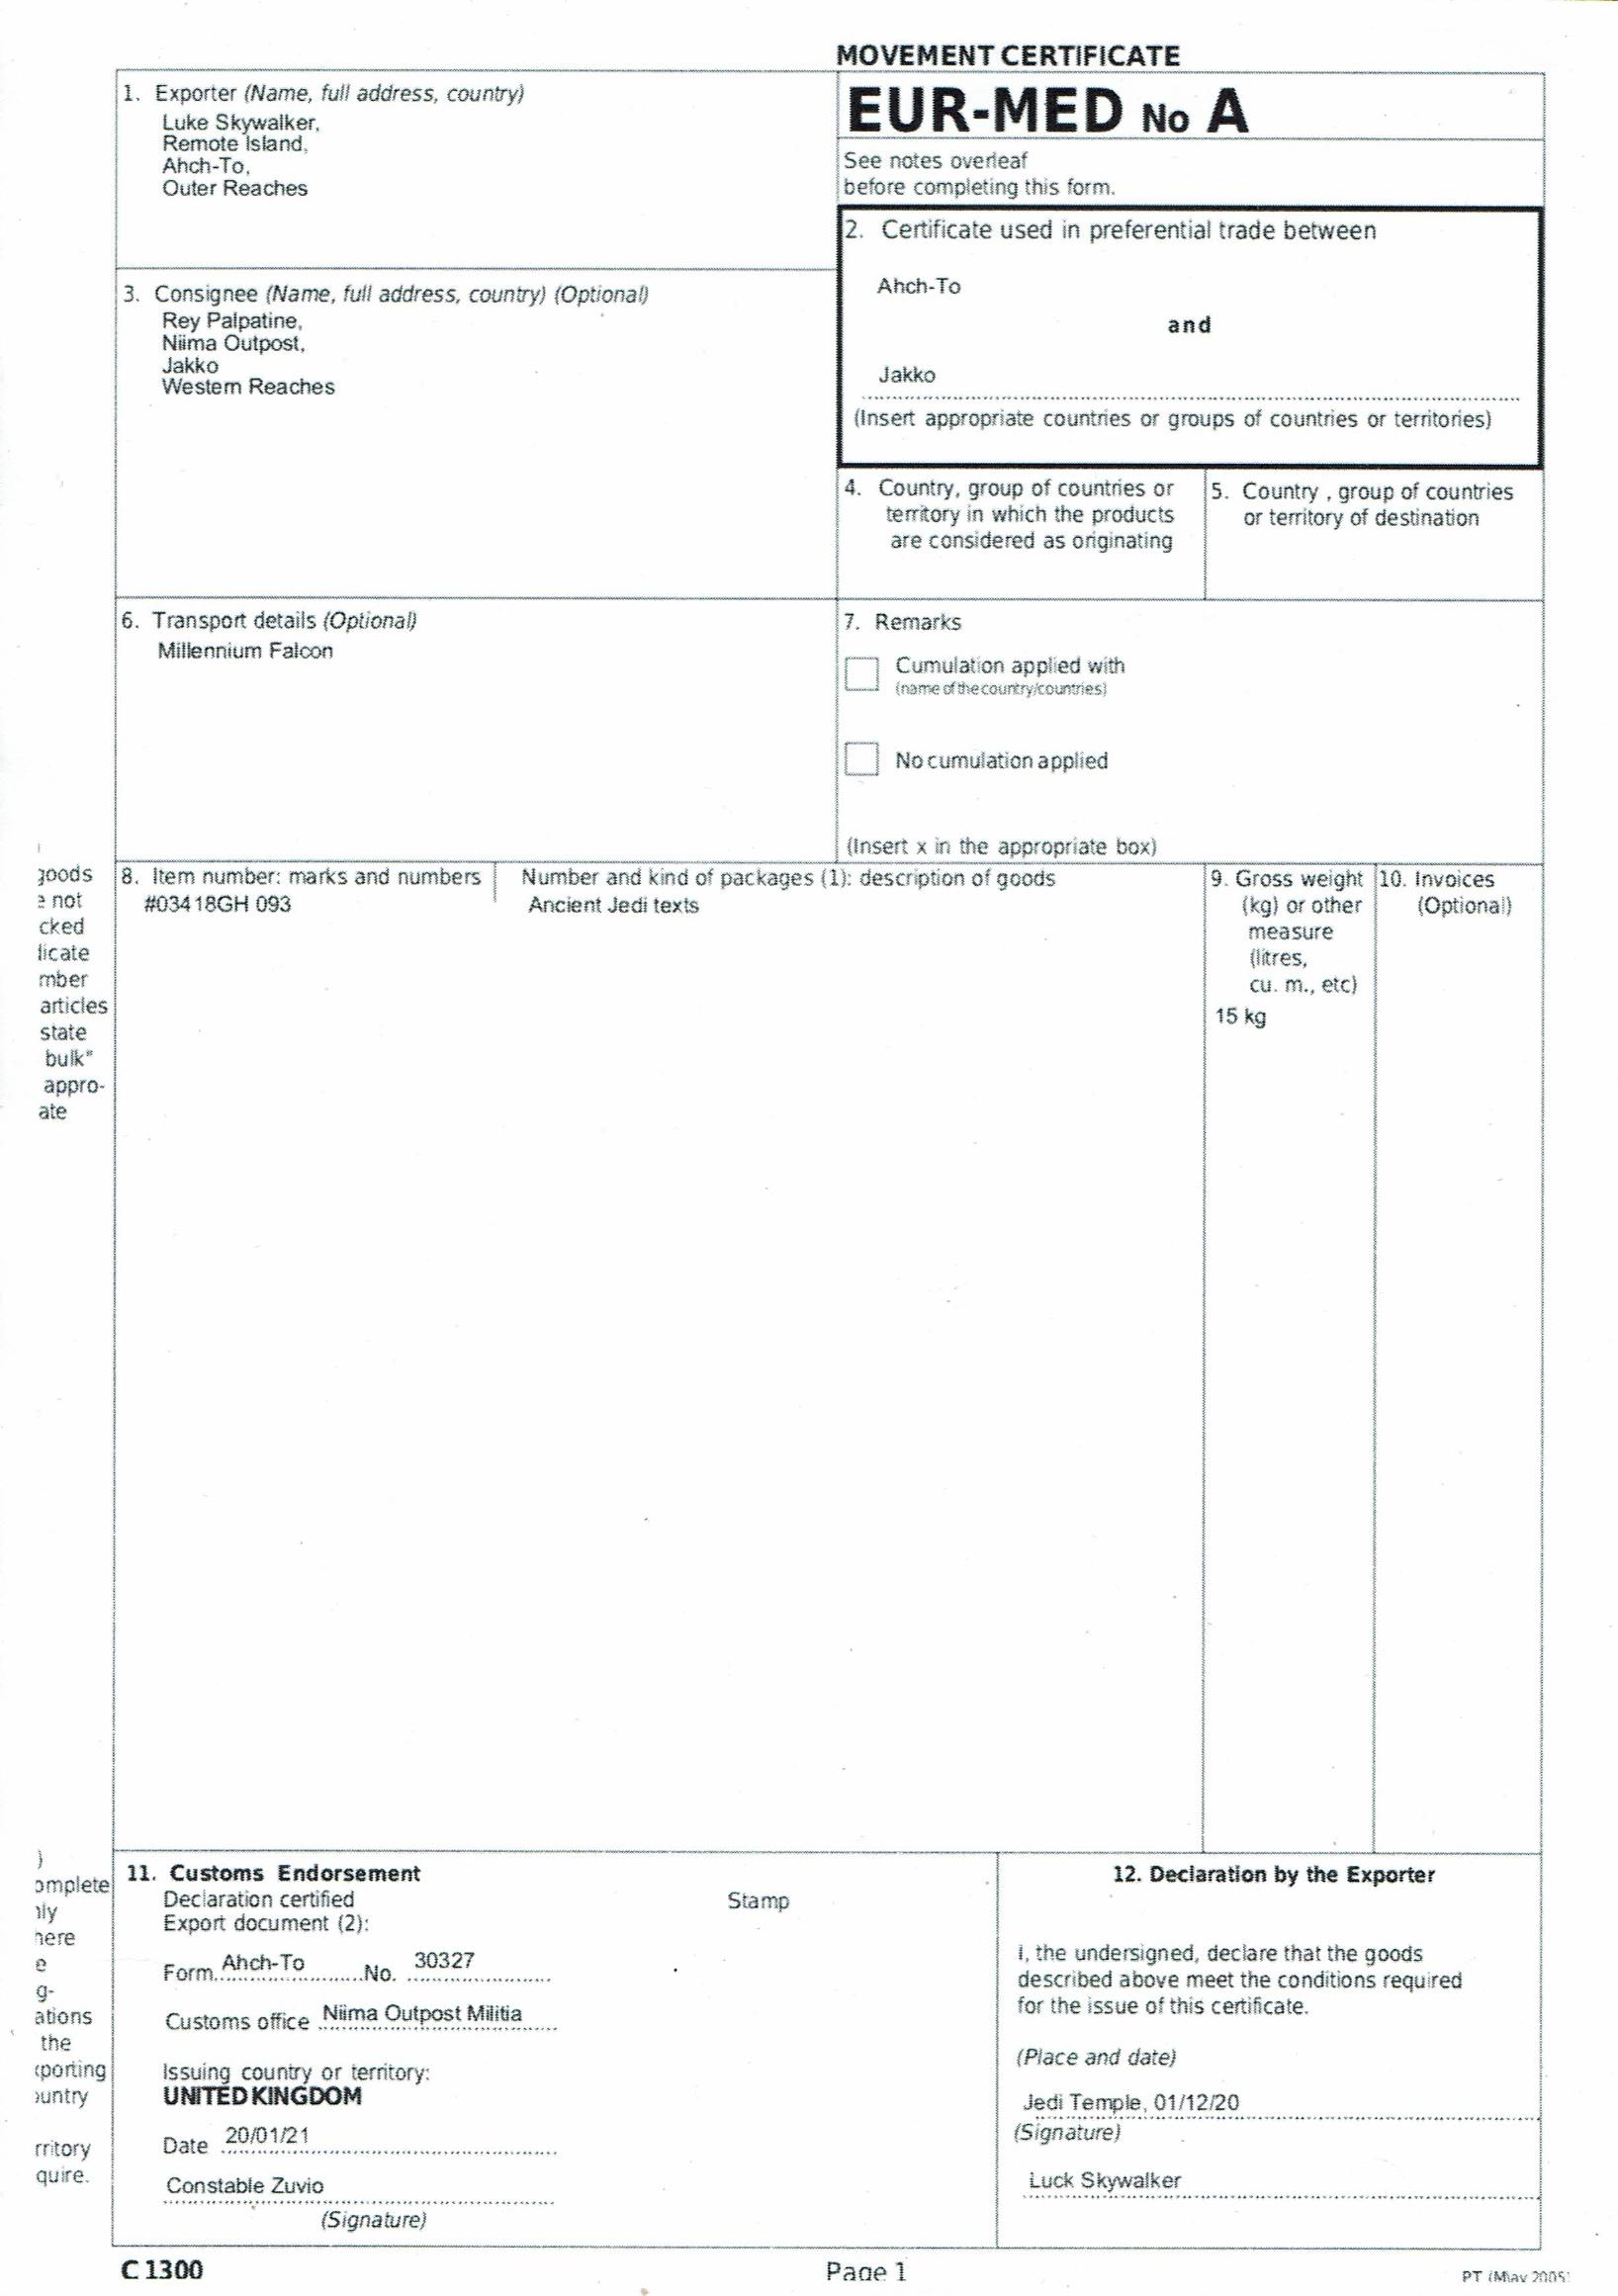 MOVEMENT CERTIFICATE
1. Exporter (Name, full address, country)
Luke Skywalker,
Remote Island,
Ahch-To,
Outer Reaches
EUR-MED No A
See notes overleaf
before completing this form.
2. Certificate used in preferential trade between
Ahch-To
and
Jakko
(Insert appropriate countries or groups of countries or territories)
3. Consignee (Name, full address, country) (Optional)
Rey Palpatine,
Niima Outpost,
Jakko
Western Reaches
4. Country, group of countries or
territory in which the products
are considered as originating
5. Country , group of countries
or territory of destination
6. Transport details (Optional)
Millennium Falcon
7. Remarks
Cumulation applied with
(name of the country/countries)
No cumulation applied
(Insert x in the appropriate box)
goods
e not
cked
licate
mber
articles
state
bulk"
appro-
ate
8. Item number: marks and numbers
#03418GH 093
Number and kind of packages (1): description of goods
Ancient Jedi texts
9. Gross weight
(kg) or other
measure
(litres,
cu. m., etc)
15 kg
10. Invoices
(Optional)
)
omplete
nly
here
e
g-
ations
the
xporting
ountry
rritory
quire.
11. Customs Endorsement
Declaration certified
Export document (2):
Stamp
Form Ahch-To No. 30327
Customs office Niima Outpost Militia
Issuing country or territory:
UNITED KINGDOM
Date 20/01/21
Constable Zuvio
(Signature)
12. Declaration by the Exporter
I, the undersigned, declare that the goods
described above meet the conditions required
for the issue of this certificate.
(Place and date)
Jedi Temple, 01/12/20
(Signature)
Luck Skywalker
C 1300
Page 1
PT (May 2005)